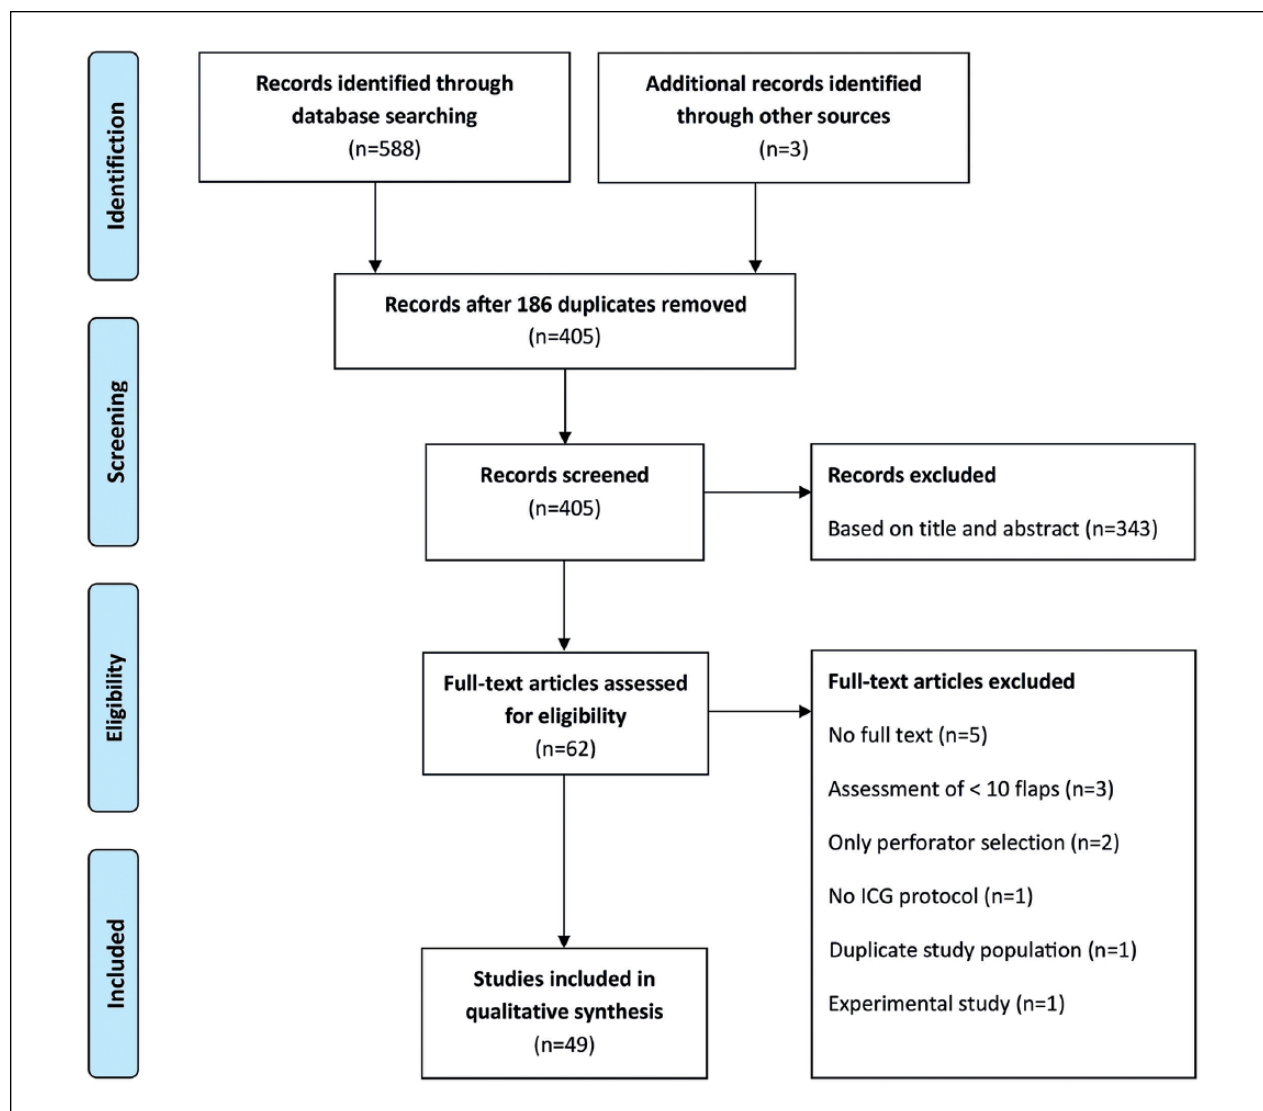 Identifiction
Records identified through
database searching
(n=588)
Additional records identified
through other sources
(n=3)
Records after 186 duplicates removed
(n=405)
Screening
Records screened
(n=405)
Records excluded
Based on title and abstract (n=343)
Eligibility
Full-text articles assessed
for eligibility
(n=62)
Full-text articles excluded
No full text (n=5)
Assessment of < 10 flaps (n=3)
Only perforator selection (n=2)
No ICG protocol (n=1)
Duplicate study population (n=1)
Experimental study (n=1)
Included
Studies included in
qualitative synthesis
(n=49)